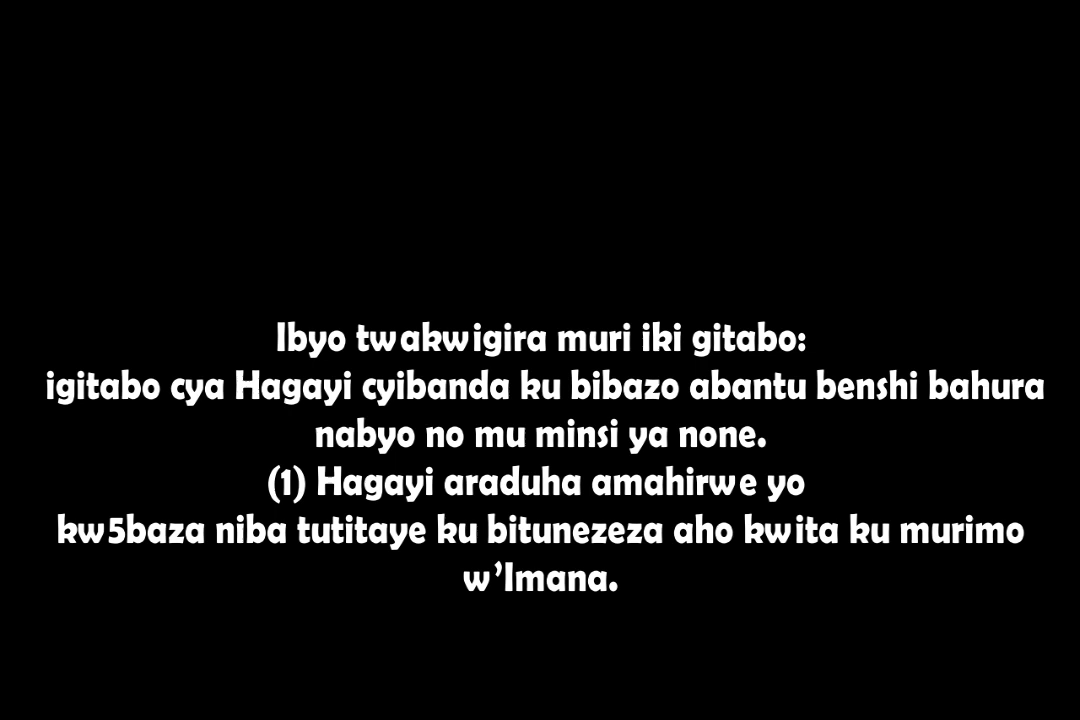 Ibyo twakwigira muri iki gitabo:
igitabo cya Hagayi cyibanda ku bibazo abantu benshi bahura
nabyo no mu minsi ya none.
(1) Hagayi araduha amahirwe yo
kw5baza niba tutitaye ku bitunezeza aho kwita ku murimo
w’Imana.